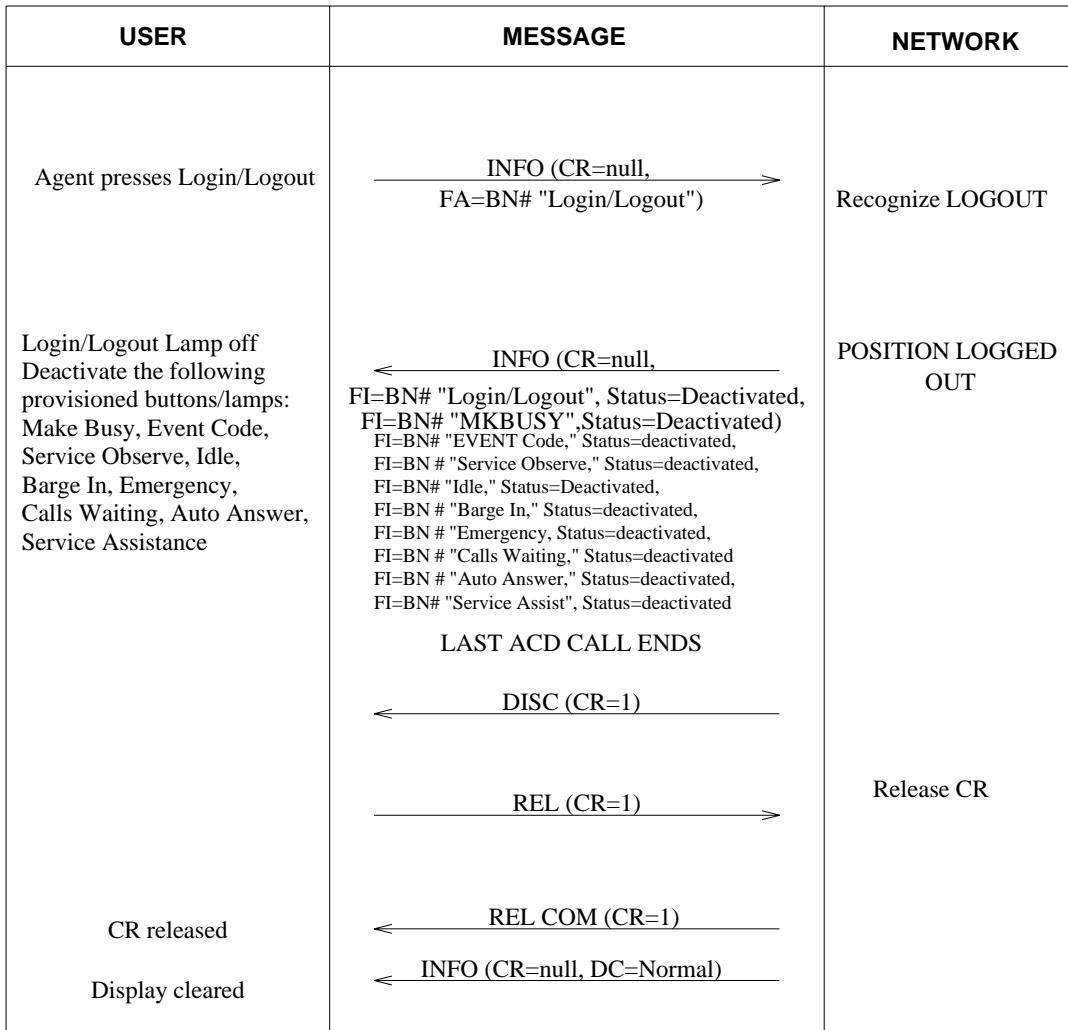 USER
MESSAGE
NETWORK
Agent presses Login/Logout
INFO (CR=null,
FA=BN# "Login/Logout")
Recognize LOGOUT
Login/Logout Lamp off
Deactivate the following
provisioned buttons/lamps:
Make Busy, Event Code,
Service Observe, Idle,
Barge In, Emergency,
Calls Waiting, Auto Answer,
Service Assistance
INFO (CR=null,
FI=BN# "Login/Logout", Status=Deactivated,
FI=BN# "MKBUSY",Status=Deactivated)
FI=BN# "EVENT Code," Status=deactivated,
FI=BN # "Service Observe," Status=deactivated,
FI=BN# "Idle," Status=Deactivated,
FI=BN # "Barge In," Status=deactivated,
FI=BN # "Emergency, Status=deactivated,
FI=BN # "Calls Waiting," Status=deactivated
FI=BN # "Auto Answer," Status=deactivated,
FI=BN# "Service Assist", Status=deactivated
POSITION LOGGED
OUT
LAST ACD CALL ENDS
DISC (CR=1)
REL (CR=1)
Release CR
CR released
REL COM (CR=1)
Display cleared
INFO (CR=null, DC=Normal)